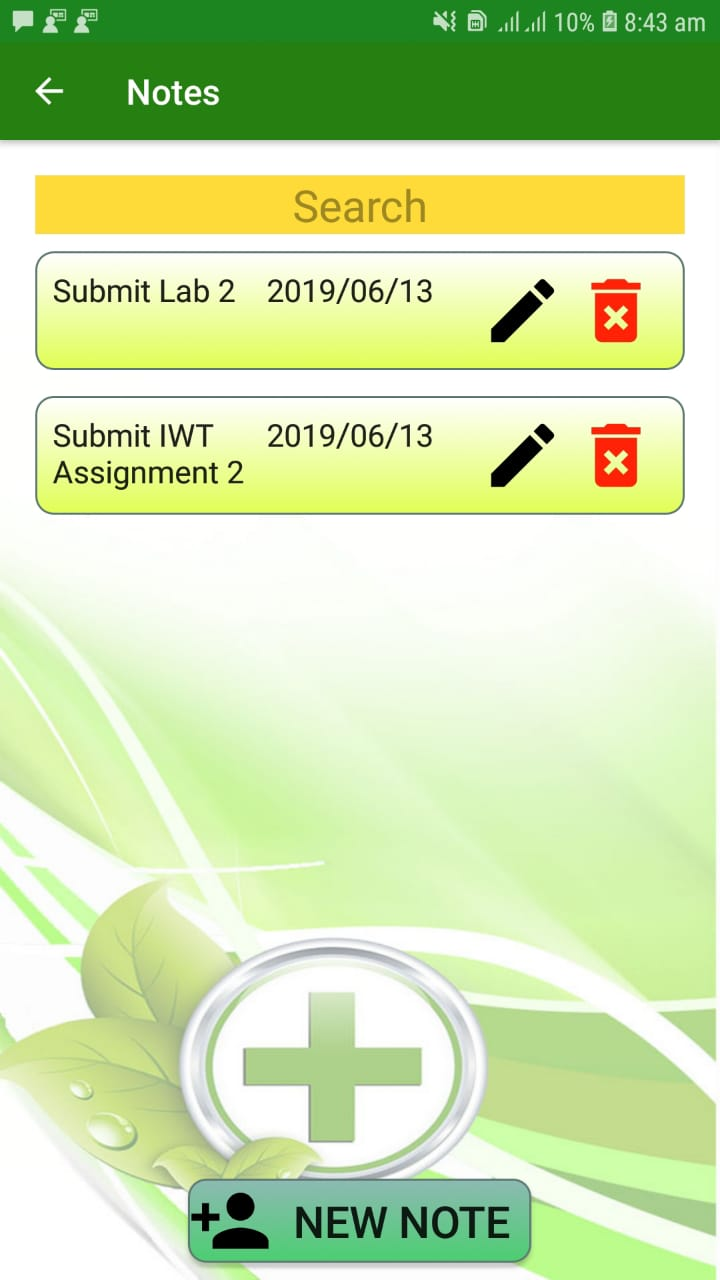 10% 8:43 am
Notes
Search
Submit Lab 2 2019/06/13
Submit IWT 2019/06/13
Assignment 2
NEW NOTE